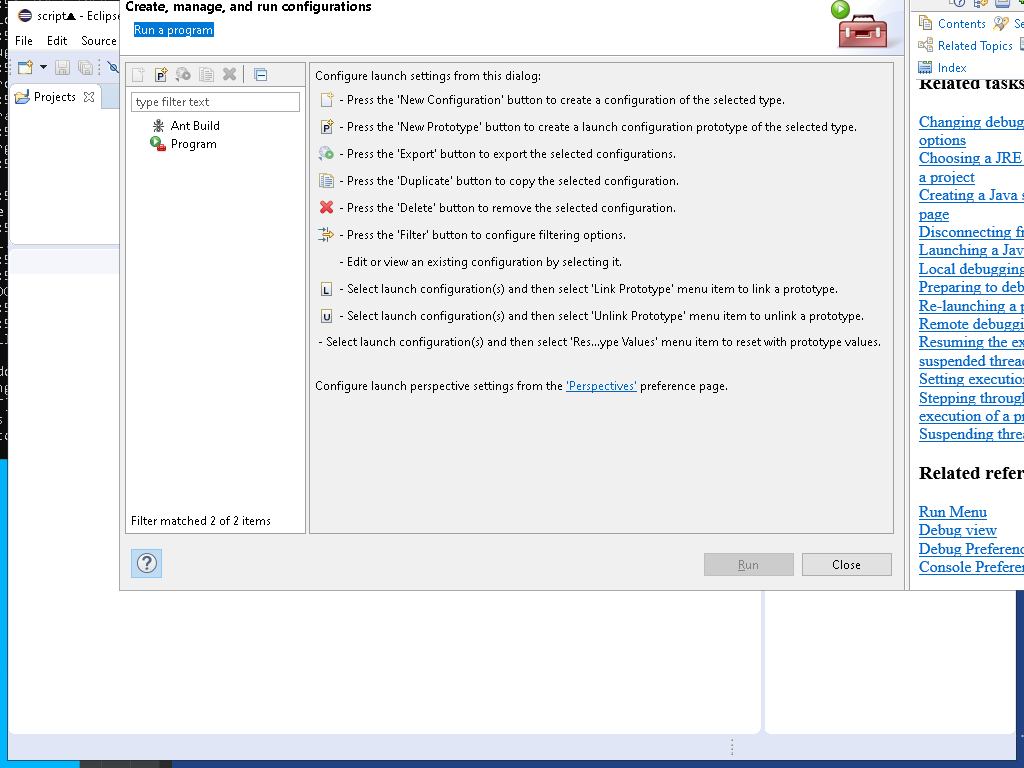 script▲ - Eclipse
File Edit Source
Projects
Create, manage, and run configurations
Run a program
type filter text
Ant Build
Program
Filter matched 2 of 2 items
Configure launch settings from this dialog:
- Press the 'New Configuration' button to create a configuration of the selected type.
- Press the 'New Prototype' button to create a launch configuration prototype of the selected type.
- Press the 'Export' button to export the selected configurations.
- Press the 'Duplicate' button to copy the selected configuration.
- Press the 'Delete' button to remove the selected configuration.
- Press the 'Filter' button to configure filtering options.
- Edit or view an existing configuration by selecting it.
L - Select launch configuration(s) and then select 'Link Prototype' menu item to link a prototype.
U - Select launch configuration(s) and then select 'Unlink Prototype' menu item to unlink a prototype.
- Select launch configuration(s) and then select 'Res...ype Values' menu item to reset with prototype values.
Configure launch perspective settings from the 'Perspectives' preference page.
Run Close
Contents Se
Related Topics
Index
Related tasks
Changing debug
options
Choosing a JRE
a project
Creating a Java s
page
Disconnecting fr
Launching a Jav
Local debugging
Preparing to deb
Re-launching a p
Remote debuggi
Resuming the ex
suspended threa
Setting executio
Stepping through
execution of a pr
Suspending threa
Related refer
Run Menu
Debug view
Debug Preferenc
Console Preferen